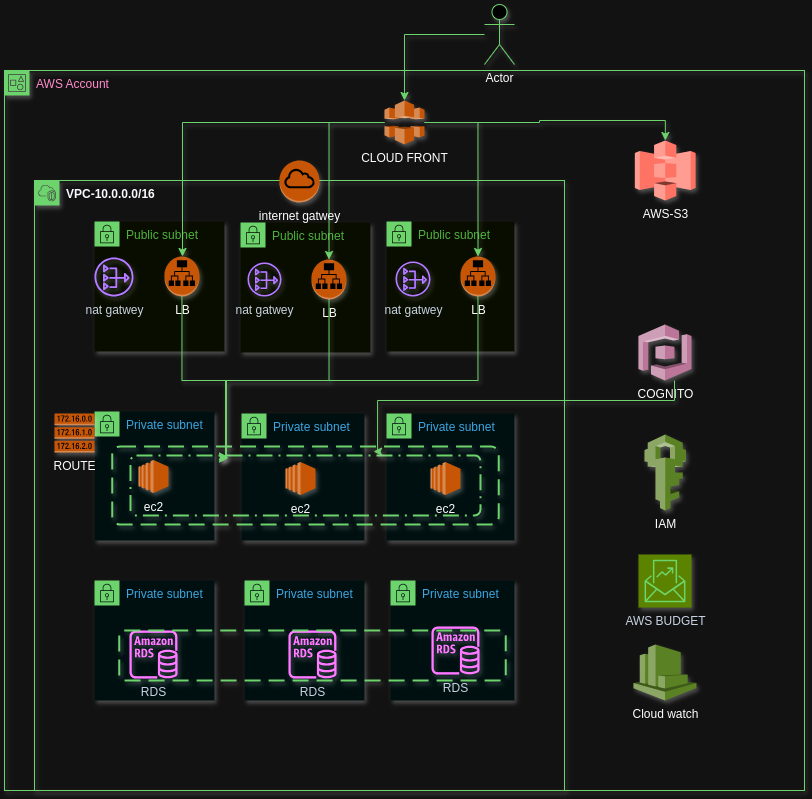 Actor
AWS Account
CLOUD FRONT
VPC-10.0.0.0/16
AWS-S3
internet gatwey
Public subnet
Public subnet
Public subnet
nat gatwey
LB
nat gatwey
LB
nat gatwey
LB
COGNITO
172.16.0.0
172.16.1.0
172.16.2.0
ROUTE
Private subnet
Private subnet
Private subnet
ec2
ec2
ec2
IAM
Private subnet
Private subnet
Private subnet
AWS BUDGET
Amazon
RDS
RDS
Amazon
RDS
RDS
Amazon
RDS
RDS
Cloud watch